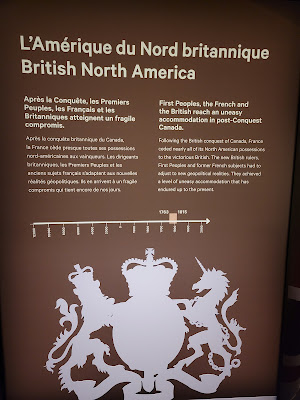 L'Amérique du Nord britannique
British North America
Après la Conquête, les Premiers
Peuples, les Français et les
Britanniques atteignent un fragile
compromis.
Après la conquête britannique du Canada,
la France cède presque toutes ses possessions
nord-américaines aux vainqueurs. Les dirigeants
britanniques, les Premiers Peuples et les
anciens sujets français s'adaptent aux nouvelles
réalités géopolitiques. Ils en arrivent à un fragile
compromis qui tient encore de nos jours.
First Peoples, the French and
the British reach an uneasy
accommodation in post-Conquest
Canada.
Following the British conquest of Canada, France
ceded nearly all of its North American possessions
to the victorious British. The new British rulers,
First Peoples and former French subjects had to
adjust to new geopolitical realities. They achieved
a level of uneasy accommodation that has
endured up to the present.
1763 1815